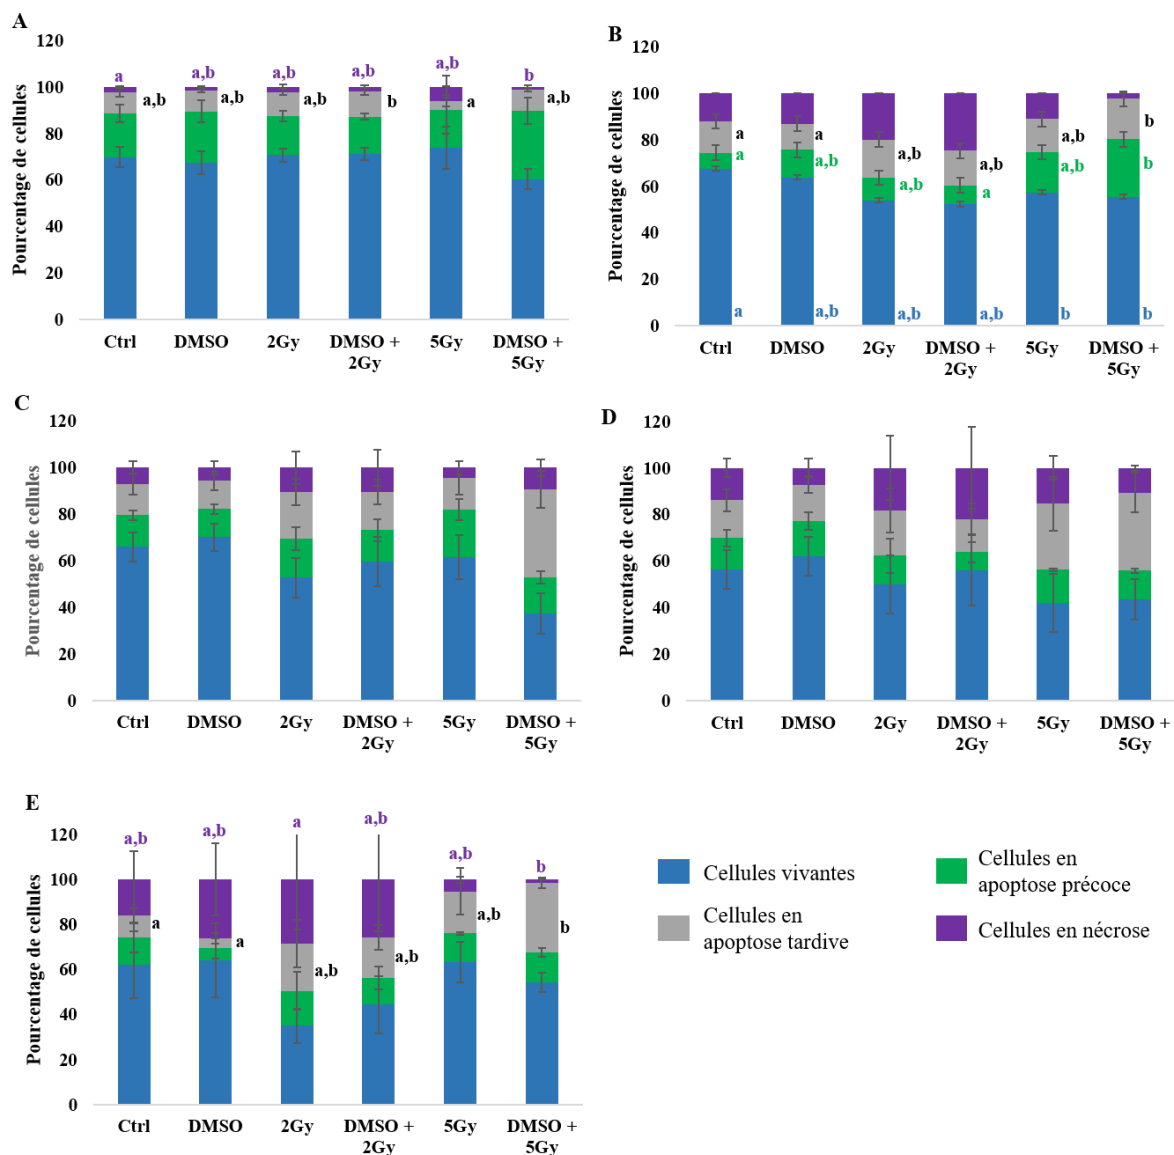 A
Pourcentage de cellules
120
100
80
60
40
20
0
a
a,b
a,b
a,b
a,b
b
a,b
a,b
a,b
b
a
a,b
Ctrl
DMSO
2Gy
DMSO +
2Gy
5Gy
DMSO +
5Gy
B
Pourcentage de cellules
120
100
80
60
40
20
0
a
a
a,b
a,b
a,b
b
a
a,b
a,b
a
a,b
b
a
a,b
a,b
a,b
b
b
Ctrl
DMSO
2Gy
DMSO +
2Gy
5Gy
DMSO +
5Gy
C
Pourcentage de cellules
120
100
80
60
40
20
0
Ctrl
DMSO
2Gy
DMSO +
2Gy
5Gy
DMSO +
5Gy
D
Pourcentage de cellules
120
100
80
60
40
20
0
Ctrl
DMSO
2Gy
DMSO +
2Gy
5Gy
DMSO +
5Gy
E
Pourcentage de cellules
120
100
80
60
40
20
0
a,b
a,b
a
a,b
a,b
b
a
a
a,b
a,b
a,b
b
Ctrl
DMSO
2Gy
DMSO +
2Gy
5Gy
DMSO +
5Gy
Cellules vivantes
Cellules en
apoptose précoce
Cellules en
apoptose tardive
Cellules en nécrose